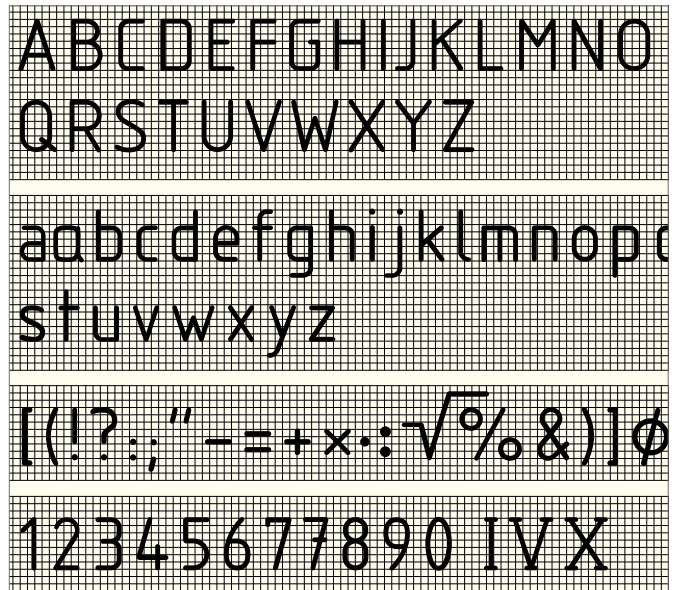 ABCDEFGHIJKLMNO
QRSTUVWXYZ
aabcdefghijklmnop
stuvwxyz
[(!?:;"-=+×·:√%&)]ø
12345677890 IVX